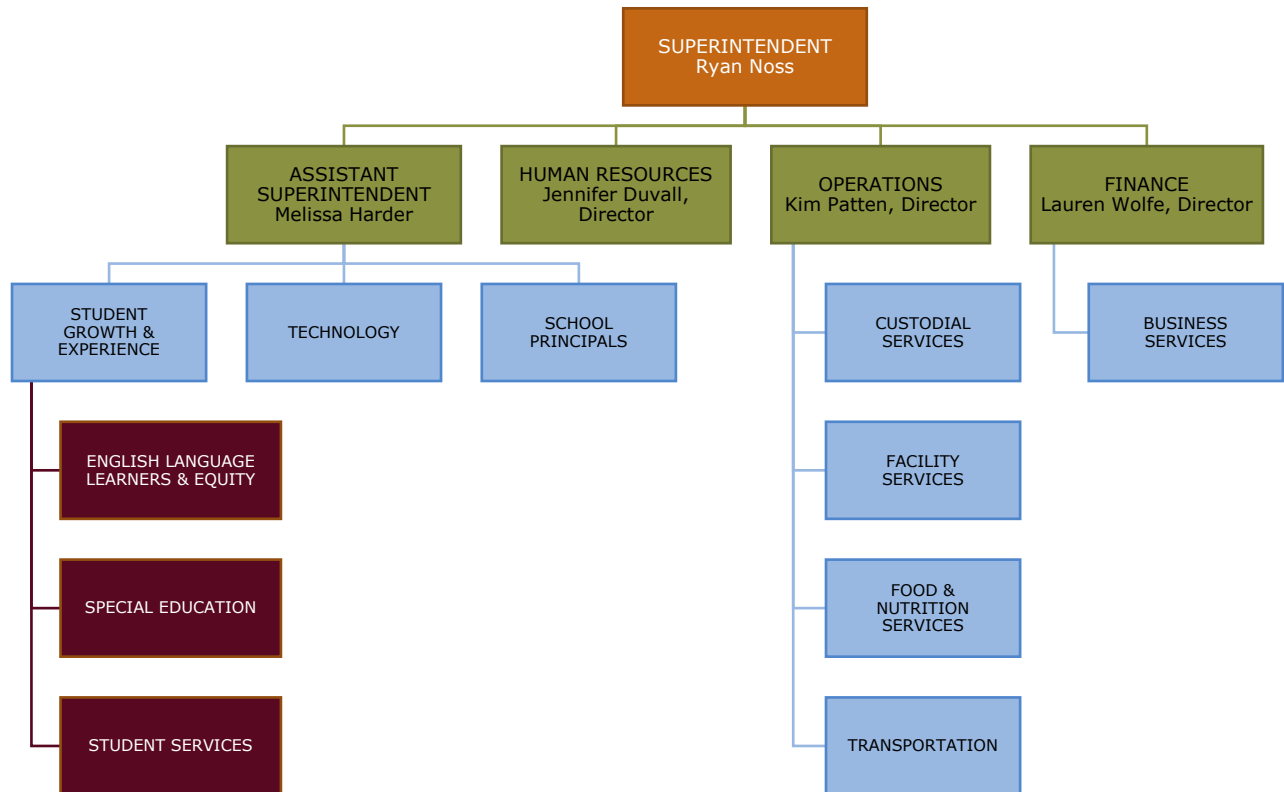 SUPERINTENDENT
Ryan Noss
ASSISTANT
SUPERINTENDENT
Melissa Harder
HUMAN RESOURCES
Jennifer Duvall,
Director
OPERATIONS
Kim Patten, Director
FINANCE
Lauren Wolfe, Director
STUDENT
GROWTH &
EXPERIENCE
TECHNOLOGY
SCHOOL
PRINCIPALS
CUSTODIAL
SERVICES
BUSINESS
SERVICES
ENGLISH LANGUAGE
LEARNERS & EQUITY
FACILITY
SERVICES
SPECIAL EDUCATION
FOOD &
NUTRITION
SERVICES
STUDENT SERVICES
TRANSPORTATION